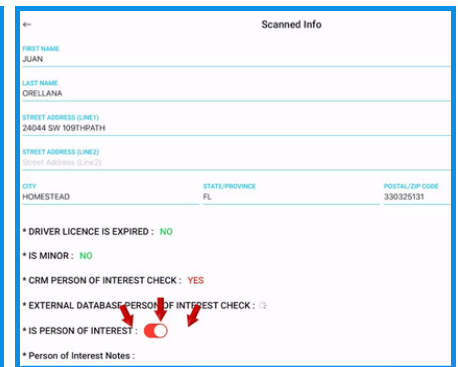 Scanned Info
FIRST NAME
JUAN
LAST NAME
ORELLANA
STREET ADDRESS (LINE1)
24044 SW 109THPATH
STREET ADDRESS (LINE2)
Street Address (Line2)
CITY STATE/PROVINCE POSTAL/ZIP CODE
HOMESTEAD FL 330325131
* DRIVER LICENCE IS EXPIRED : NO
* IS MINOR : NO
* CRM PERSON OF INTEREST CHECK : YES
* EXTERNAL DATABASE PERSON OF INTEREST CHECK :
* IS PERSON OF INTEREST :
* Person of Interest Notes :